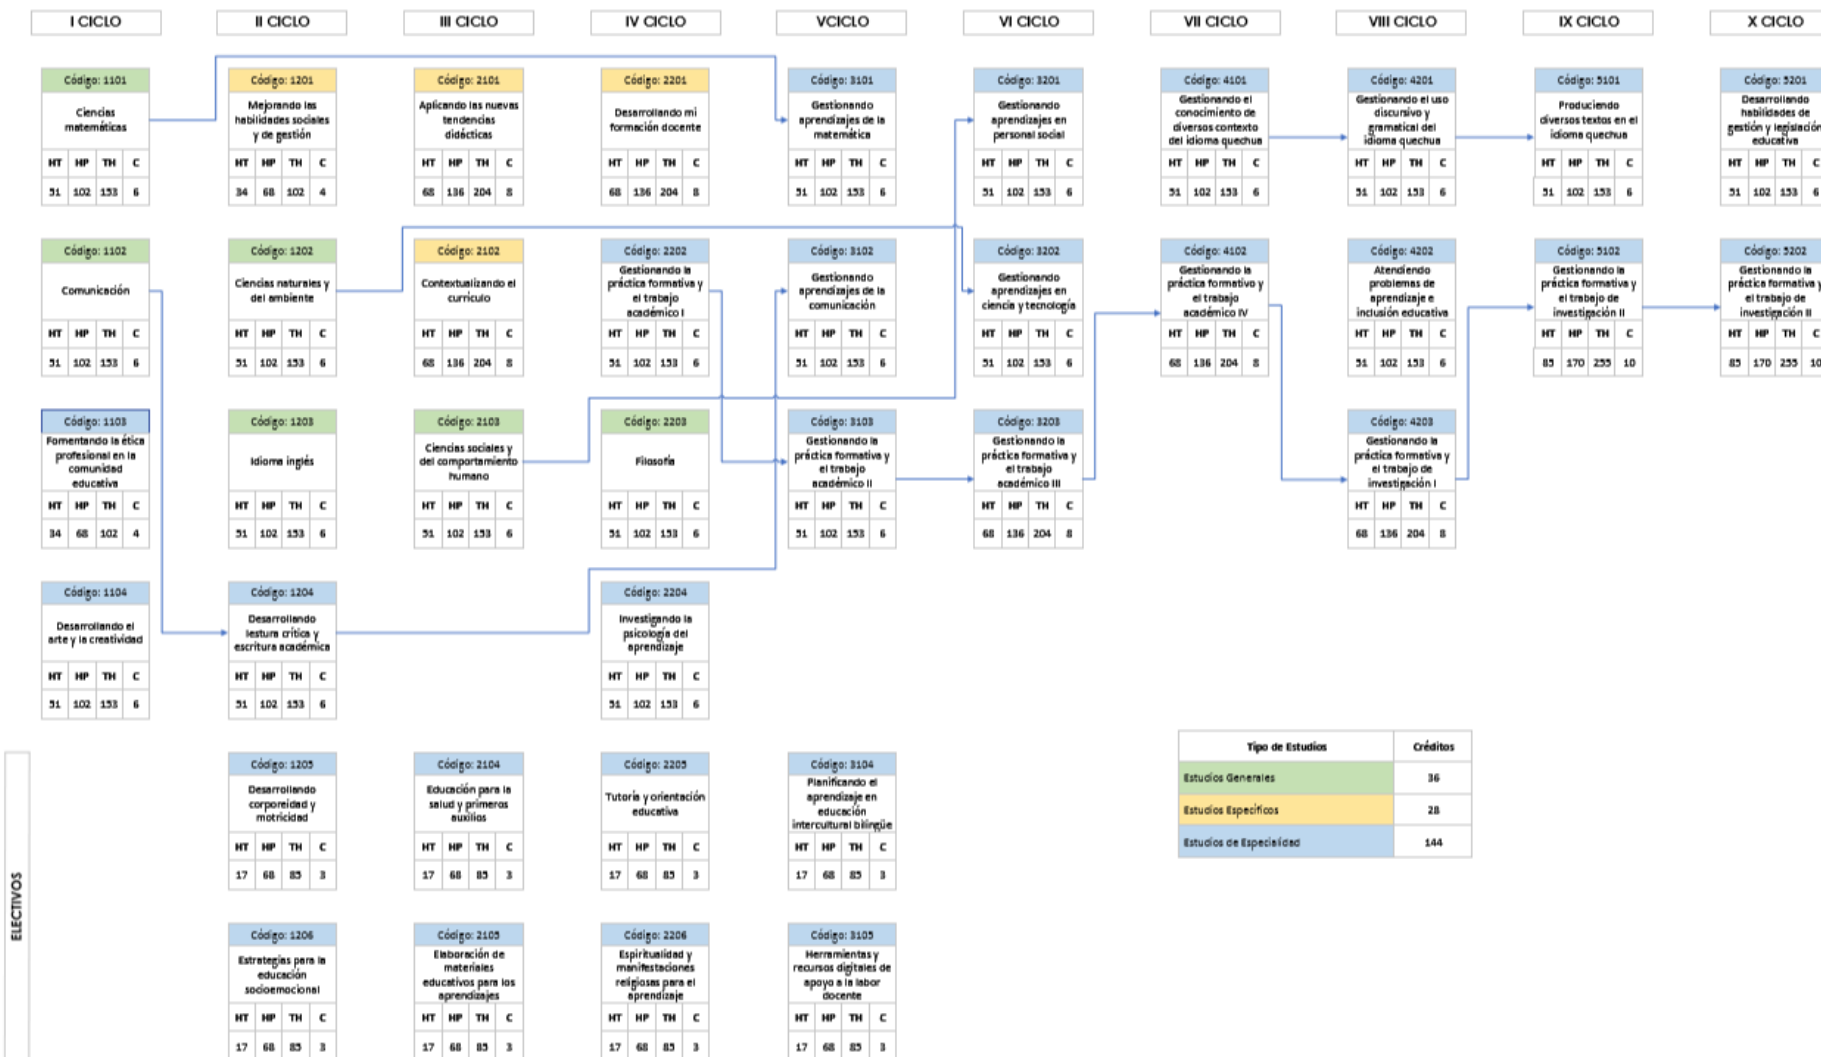 I CICLO
II CICLO
III CICLO
IV CICLO
VCICLO
VI CICLO
VII CICLO
VIII CICLO
IX CICLO
X CICLO
Código: 1101
Ciencias
matemáticas
HT HP TH C
51 102 153 6
Código: 1201
Mejorando las
habilidades sociales
y de gestión
HT HP TH C
34 68 102 4
Código: 2101
Aplicando las nuevas
tendencias
didácticas
HT HP TH C
68 136 204 8
Código: 2201
Desarrollando mi
formación docente
HT HP TH C
68 136 204 8
Código: 3101
Gestionando
aprendizajes de la
matemática
HT HP TH C
51 102 153 6
Código: 3201
Gestionando
aprendizajes en
personal social
HT HP TH C
51 102 153 6
Código: 4101
Gestionando el
conocimiento de
diversos contexto
del idioma quechua
HT HP TH C
51 102 153 6
Código: 4201
Gestionando el uso
discursivo y
gramatical del
idioma quechua
HT HP TH C
51 102 153 6
Código: 5101
Produciendo
diversos textos en el
idioma quechua
HT HP TH C
51 102 153 6
Código: 5201
Desarrollando
habilidades de
gestión y legislación
educativa
HT HP TH C
51 102 153 6
Código: 1102
Comunicación
HT HP TH C
51 102 153 6
Código: 1202
Ciencias naturales y
del ambiente
HT HP TH C
51 102 153 6
Código: 2102
Contextualizando el
currículo
HT HP TH C
68 136 204 8
Código: 2202
Gestionando la
práctica formativa y
el trabajo
académico I
HT HP TH C
51 102 153 6
Código: 3102
Gestionando
aprendizajes de la
comunicación
HT HP TH C
51 102 153 6
Código: 3202
Gestionando
aprendizajes en
ciencia y tecnología
HT HP TH C
51 102 153 6
Código: 4102
Gestionando la
práctica formativo y
el trabajo
académico IV
HT HP TH C
68 136 204 8
Código: 4202
Atendiendo
problemas de
aprendizaje e
inclusión educativa
HT HP TH C
51 102 153 6
Código: 5102
Gestionando la
práctica formativa y
el trabajo de
investigación II
HT HP TH C
85 170 255 10
Código: 5202
Gestionando la
práctica formativa y
el trabajo de
investigación II
HT HP TH C
85 170 255 10
Código: 1103
Fomentando la ética
profesional en la
comunidad
educativa
HT HP TH C
34 68 102 4
Código: 1203
Idioma inglés
HT HP TH C
51 102 153 6
Código: 2103
Ciencias sociales y
del comportamiento
humano
HT HP TH C
51 102 153 6
Código: 2203
Filosofía
HT HP TH C
51 102 153 6
Código: 3103
Gestionando la
práctica formativa y
el trabajo
académico II
HT HP TH C
51 102 153 6
Código: 3203
Gestionando la
práctica formativa y
el trabajo
académico III
HT HP TH C
68 136 204 8
Código: 4203
Gestionando la
práctica formativa y
el trabajo de
investigación I
HT HP TH C
68 136 204 8
Código: 1104
Desarrollando el
arte y la creatividad
HT HP TH C
51 102 153 6
Código: 1204
Desarrollando
lestura crítica y
escritura académica
HT HP TH C
51 102 153 6
Código: 2204
Investigando la
psicología del
aprendizaje
HT HP TH C
51 102 153 6
ELECTIVOS
Código: 1205
Desarrollando
corporeidad y
motricidad
HT HP TH C
17 68 85 3
Código: 2104
Educación para la
salud y primeros
auxilios
HT HP TH C
17 68 85 3
Código: 2205
Tutoría y orientación
educativa
HT HP TH C
17 68 85 3
Código: 3104
Planificando el
aprendizaje en
educación
intercultural bilingüe
HT HP TH C
17 68 85 3
Código: 1206
Estrategias para la
educación
socioemocional
HT HP TH C
17 68 85 3
Código: 2105
Elaboración de
materiales
educativos para los
aprendizajes
HT HP TH C
17 68 85 3
Código: 2206
Espiritualidad y
manifestaciones
religiosas para el
aprendizaje
HT HP TH C
17 68 85 3
Código: 3105
Herramientas y
recursos digitales de
apoyo a la labor
docente
HT HP TH C
17 68 85 3
Tipo de Estudios Créditos
Estudios Generales 36
Estudios Específicos 28
Estudios de Especialidad 144